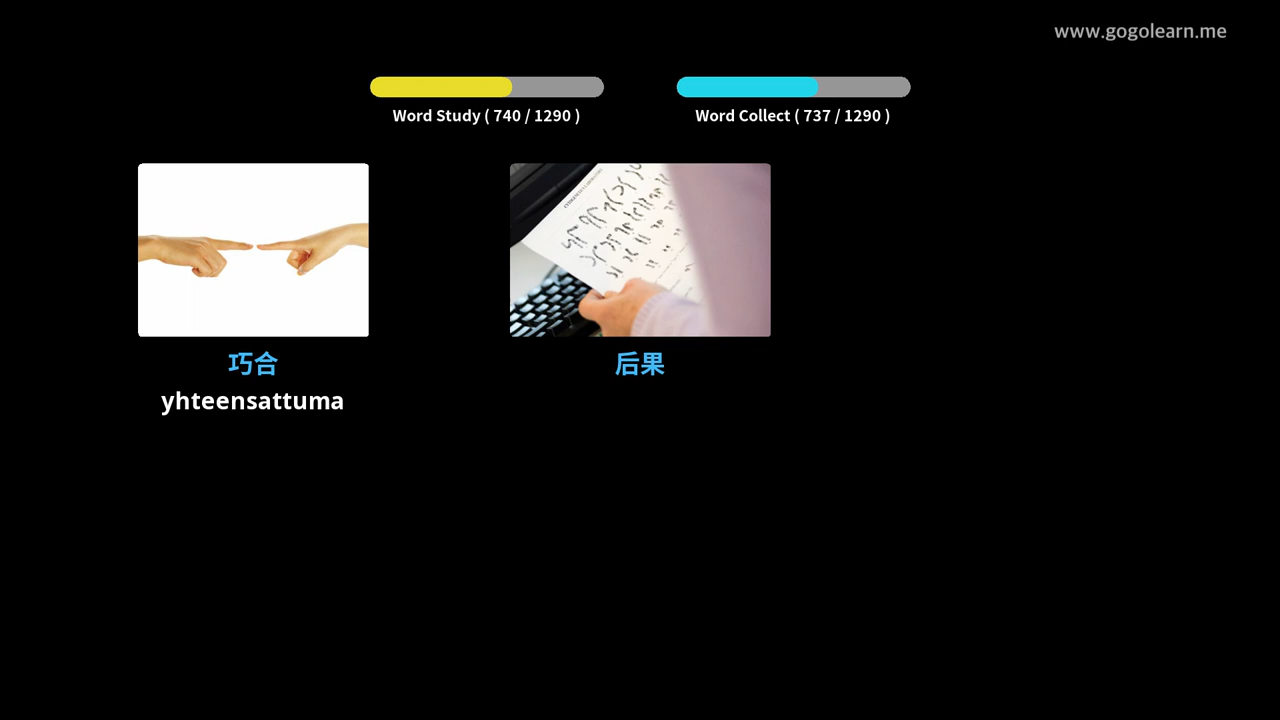 www.gogolearn.me
Word Study ( 740 / 1290 )
Word Collect ( 737 / 1290 )
巧合
后果
yhteensattuma